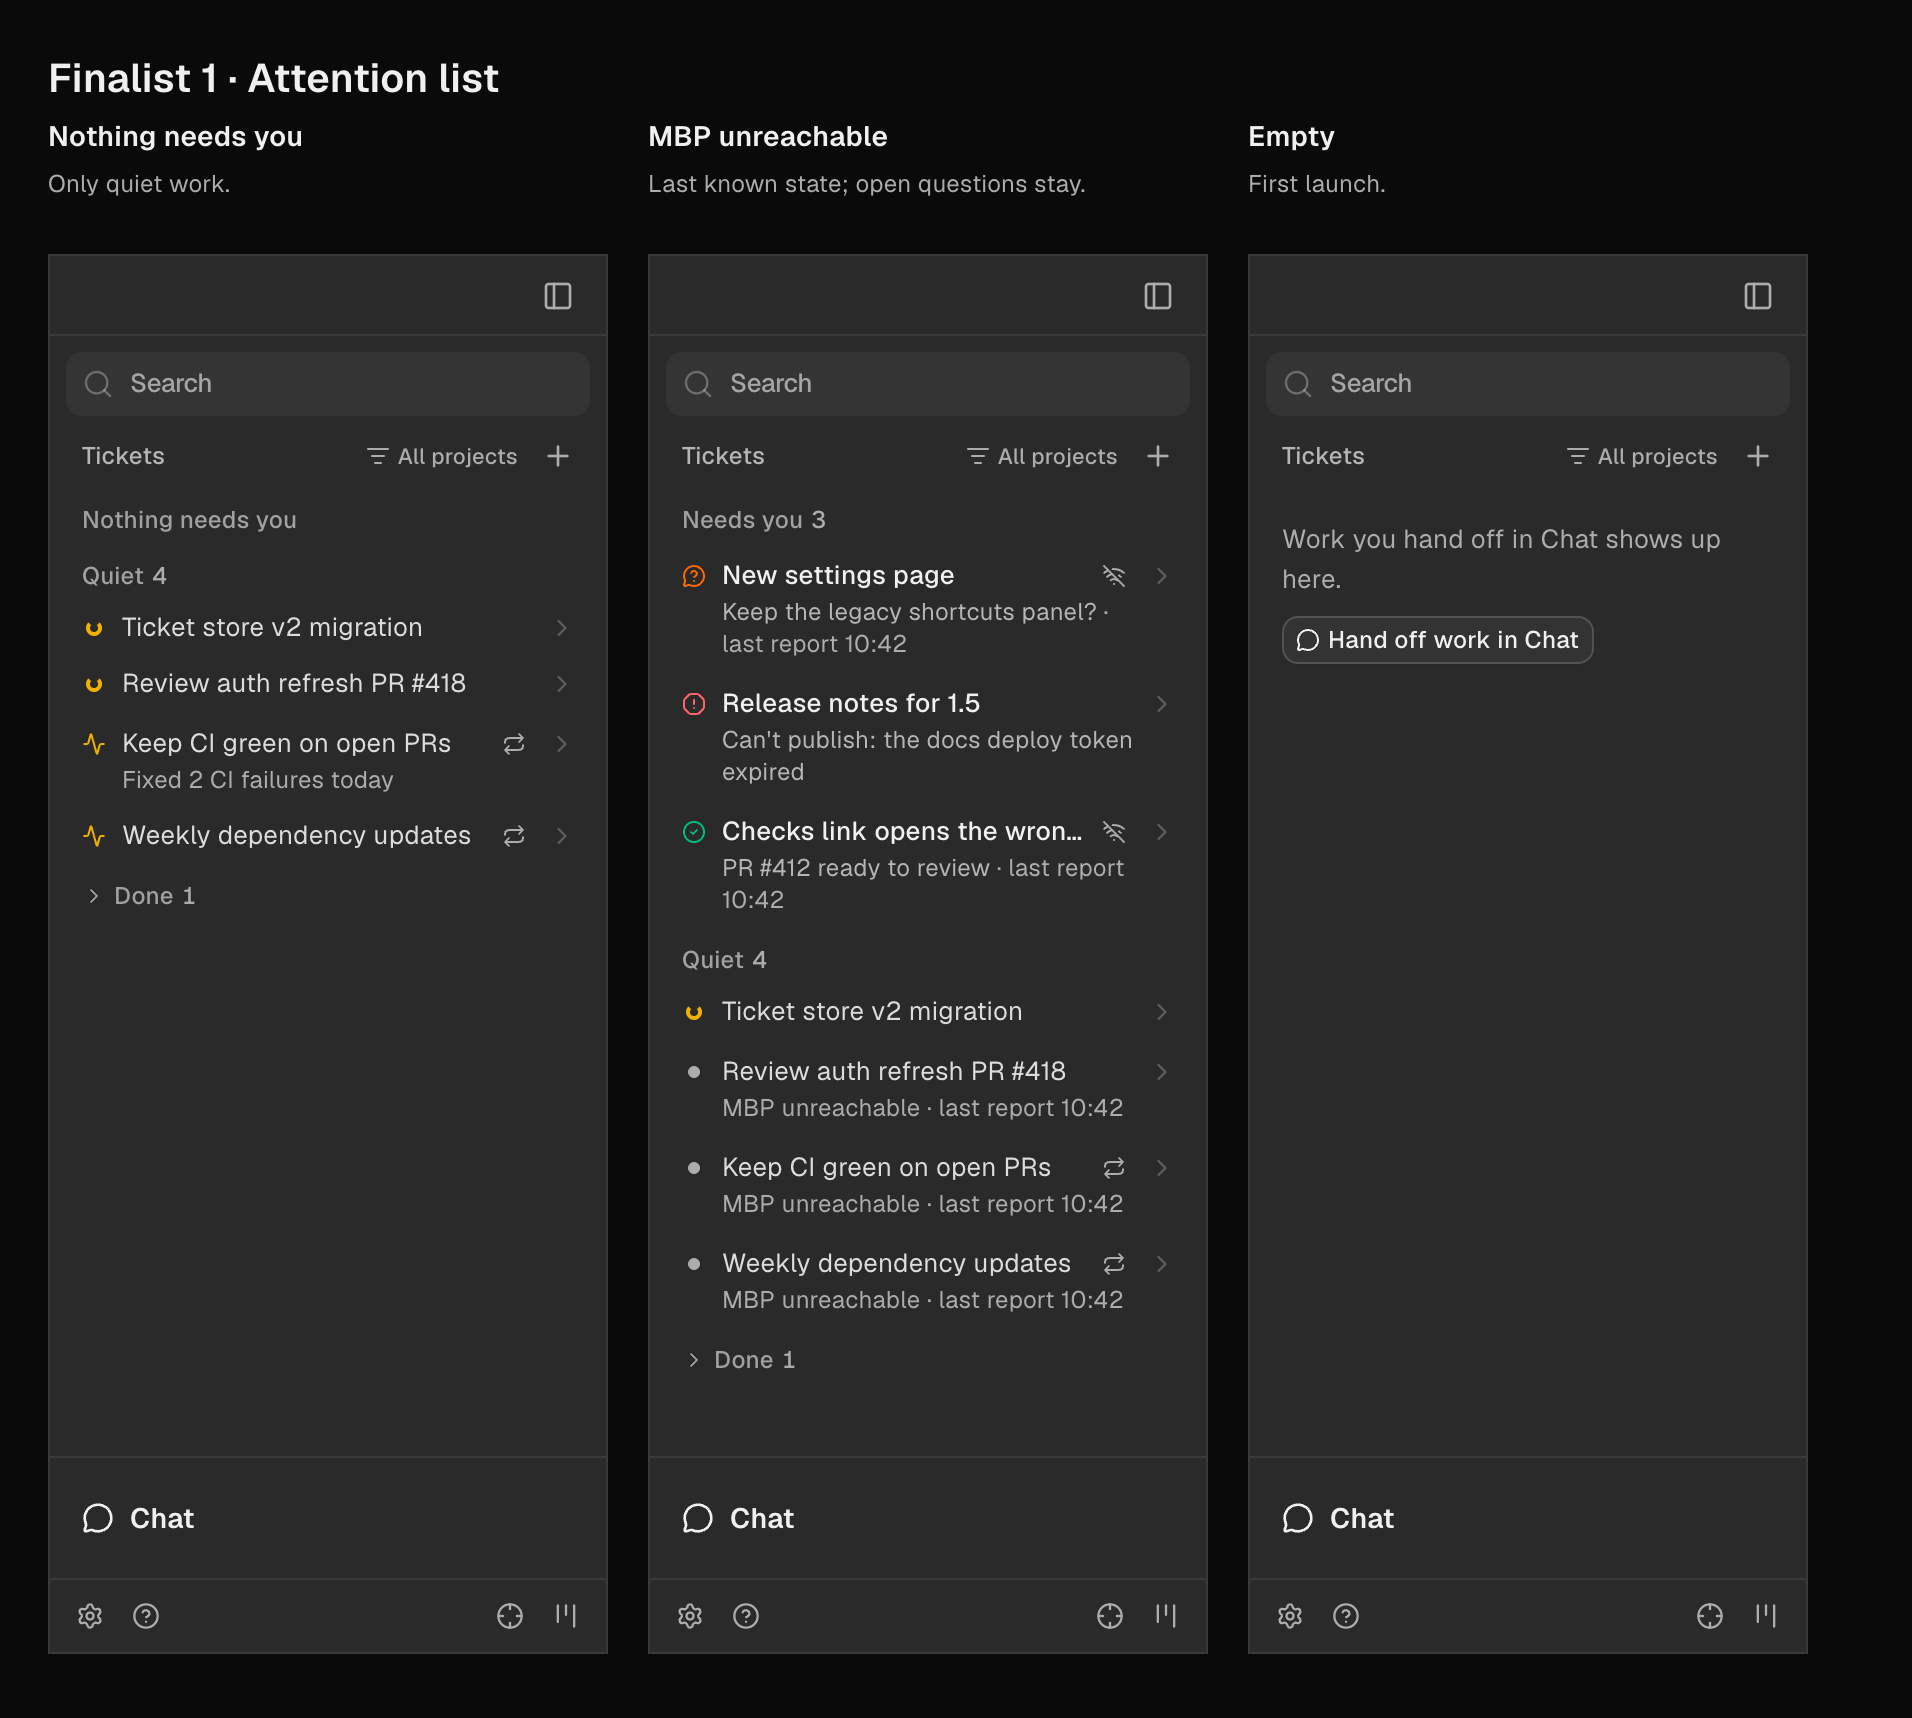 Finalist 1 · Attention list
Nothing needs you
Only quiet work.
Search
Tickets
All projects
Nothing needs you
Quiet 4
Ticket store v2 migration
Review auth refresh PR #418
Keep CI green on open PRs
Fixed 2 CI failures today
Weekly dependency updates
Done 1
Chat
MBP unreachable
Last known state; open questions stay.
Search
Tickets
All projects
Needs you 3
New settings page
Keep the legacy shortcuts panel? ·
last report 10:42
Release notes for 1.5
Can't publish: the docs deploy token
expired
Checks link opens the wron...
PR #412 ready to review · last report
10:42
Quiet 4
Ticket store v2 migration
Review auth refresh PR #418
MBP unreachable · last report 10:42
Keep CI green on open PRs
MBP unreachable · last report 10:42
Weekly dependency updates
MBP unreachable · last report 10:42
Done 1
Chat
Empty
First launch.
Search
Tickets
All projects
Work you hand off in Chat shows up
here.
Hand off work in Chat
Chat